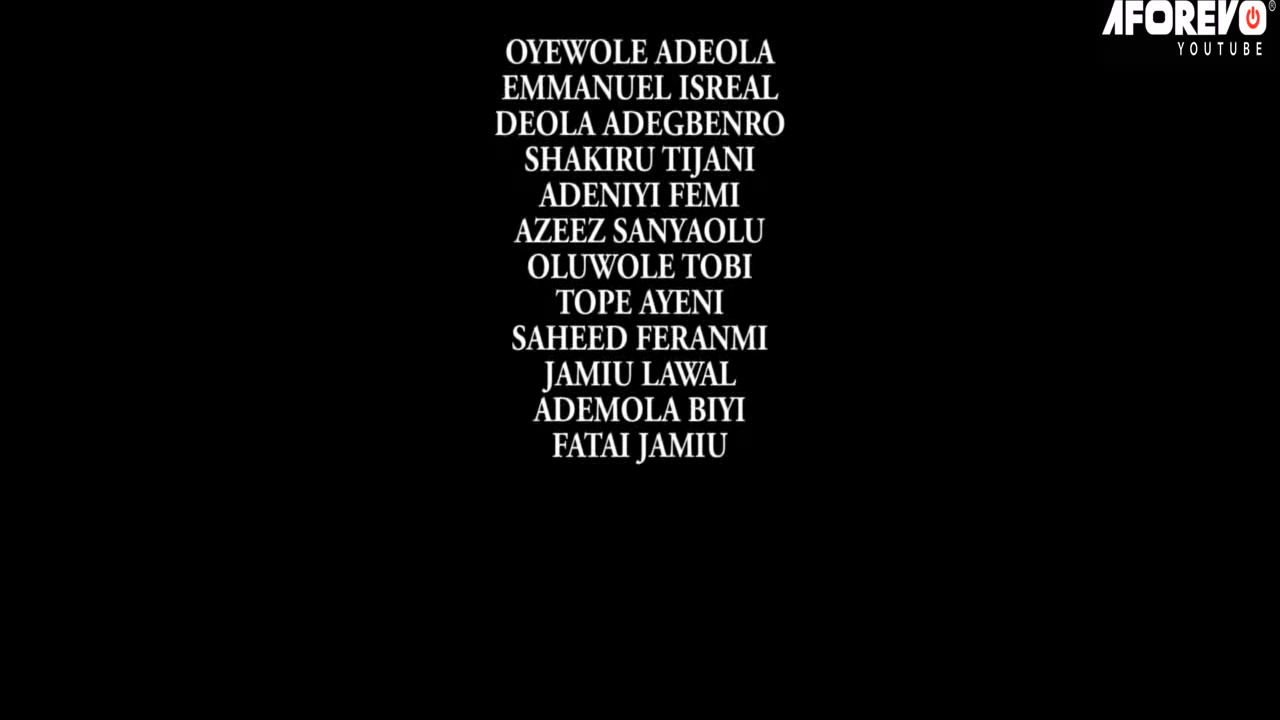 AFOREVO®
YOUTUBE
OYEWOLE ADEOLA
EMMANUEL ISREAL
DEOLA ADEGBENRO
SHAKIRU TIJANI
ADENIYI FEMI
AZEEZ SANYAOLU
OLUWOLE TOBI
TOPE AYENI
SAHEED FERANMI
JAMIU LAWAL
ADEMOLA BIYI
FATAI JAMIU